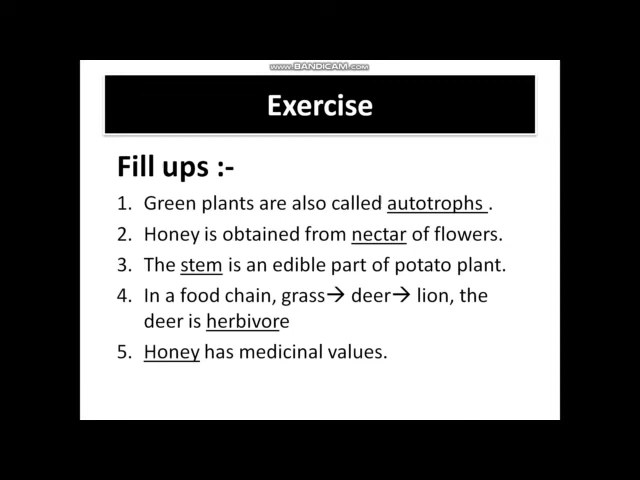 www.BANDICAM.com
Exercise
Fill ups :-
1. Green plants are also called autotrophs .
2. Honey is obtained from nectar of flowers.
3. The stem is an edible part of potato plant.
4. In a food chain, grass→ deer→ lion, the
deer is herbivore
5. Honey has medicinal values.